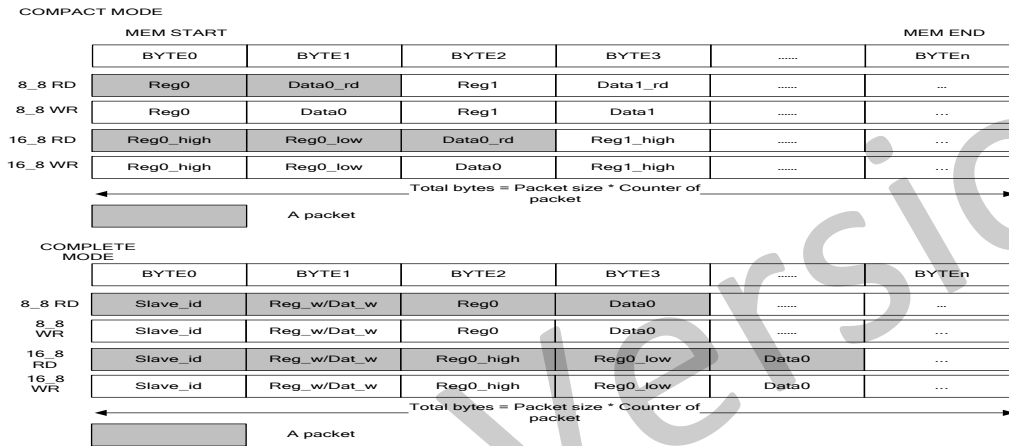 COMPACT MODE
MEM START MEM END
BYTE0 BYTE1 BYTE2 BYTE3 ...... BYTEn
8_8 RD Reg0 Data0_rd Reg1 Data1_rd ...... ...
8_8 WR Reg0 Data0 Reg1 Data1 ...... ...
16_8 RD Reg0_high Reg0_low Data0_rd Reg1_high ...... ...
16_8 WR Reg0_high Reg0_low Data0 Reg1_high ...... ...
Total bytes = Packet size * Counter of
packet
A packet
COMPLETE
MODE
BYTE0 BYTE1 BYTE2 BYTE3 ...... BYTEn
8_8 RD Slave_id Reg_w/Dat_w Reg0 Data0 ...... ...
8_8
WR Slave_id Reg_w/Dat_w Reg0 Data0 ...... ...
16_8
RD Slave_id Reg_w/Dat_w Reg0_high Reg0_low Data0 ...
16_8
WR Slave_id Reg_w/Dat_w Reg0_high Reg0_low Data0 ...
Total bytes = Packet size * Counter of
packet
A packet